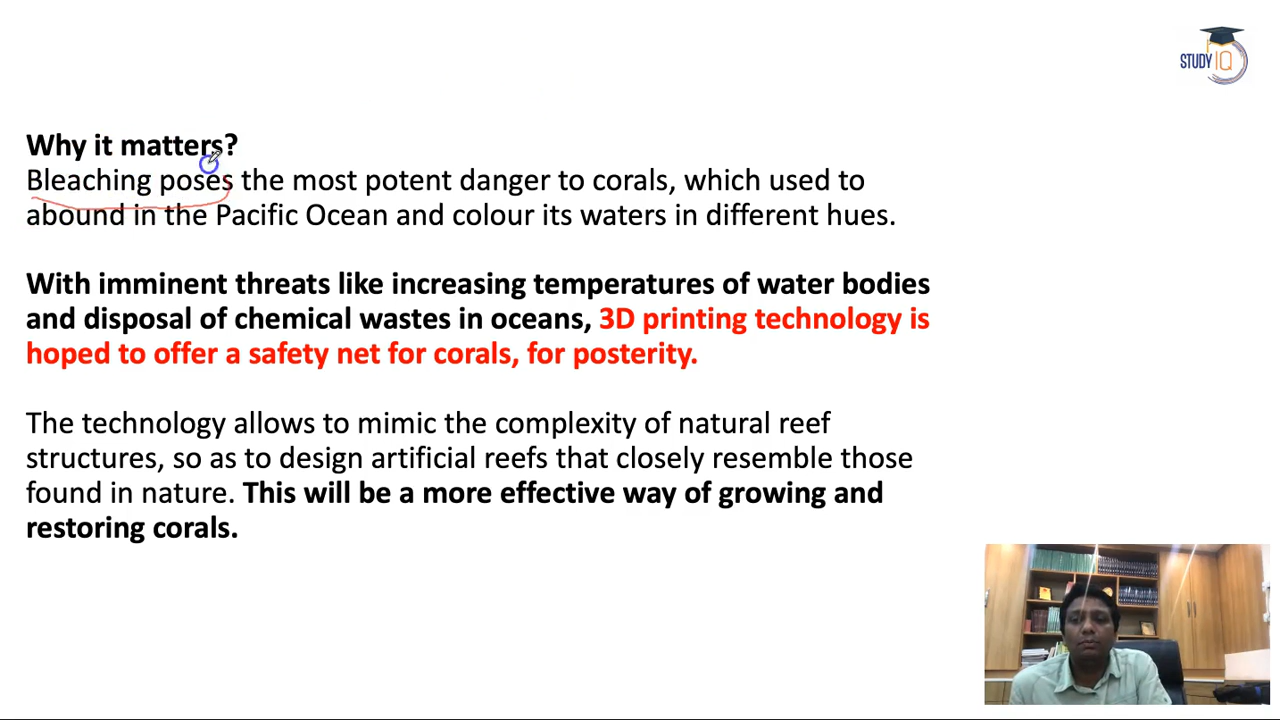 STUDY IQ
Why it matters?
Bleaching poses the most potent danger to corals, which used to
abound in the Pacific Ocean and colour its waters in different hues.
With imminent threats like increasing temperatures of water bodies
and disposal of chemical wastes in oceans, 3D printing technology is
hoped to offer a safety net for corals, for posterity.
The technology allows to mimic the complexity of natural reef
structures, so as to design artificial reefs that closely resemble those
found in nature. This will be a more effective way of growing and
restoring corals.